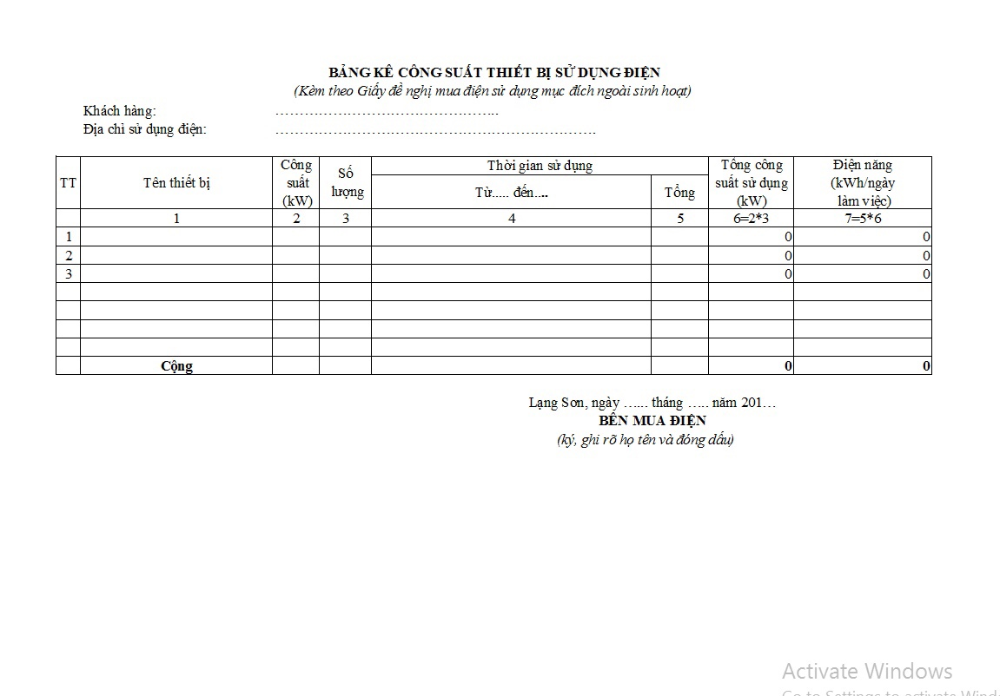 BẢNG KÊ CÔNG SUẤT THIẾT BỊ SỬ DỤNG ĐIỆN
(Kèm theo Giấy đề nghị mua điện sử dụng mục đích ngoài sinh hoạt)
Khách hàng: ……………………………………..
Địa chỉ sử dụng điện: …………………………………………………….
TT Tên thiết bị Công suất (kW) Số lượng Thời gian sử dụng Tổng công suất sử dụng (kW) Điện năng (kWh/ngày làm việc)
Từ..... đến.... Tổng
1 2 3 4 5 6=2*3 7=5*6
1 0 0
2 0 0
3 0 0
Cộng 0 0
Lạng Sơn, ngày …... tháng ….. năm 201…
BÊN MUA ĐIỆN
(ký, ghi rõ họ tên và đóng dấu)
Activate Windows
Go to Settings to activate Wind